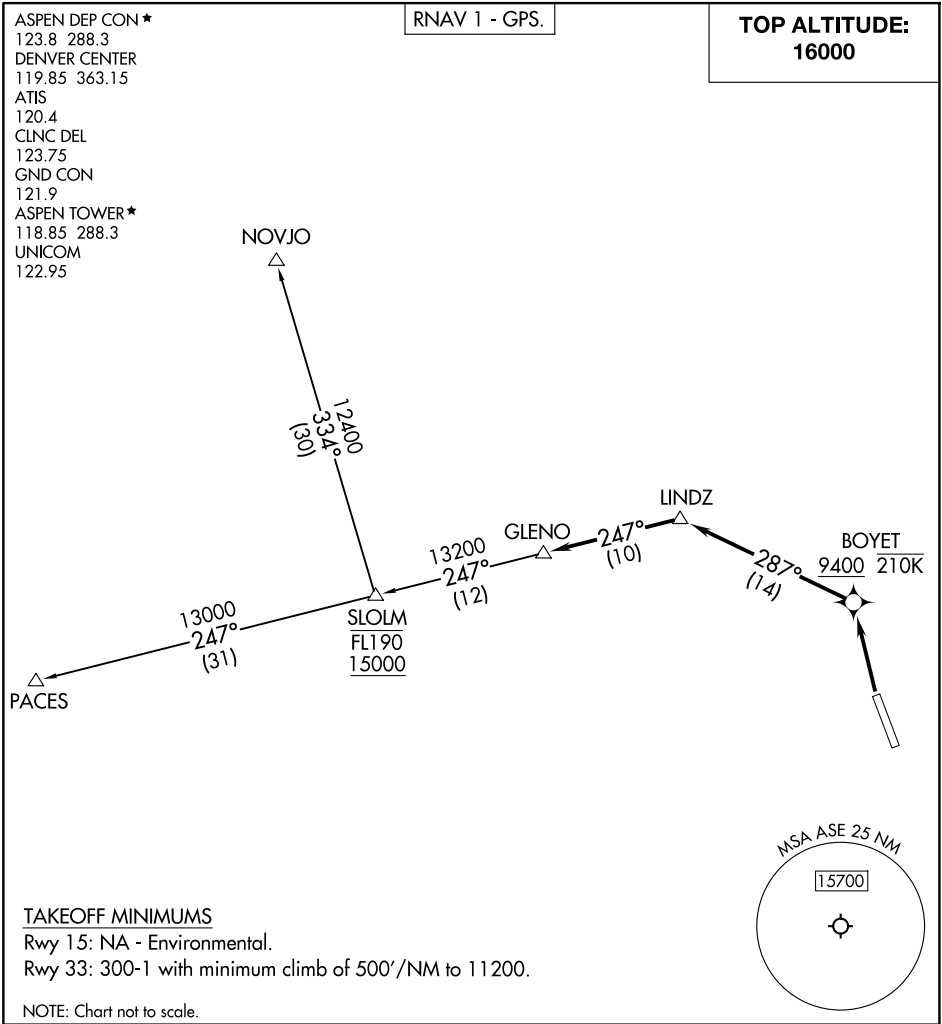 ASPEN DEP CON★
123.8 288.3
DENVER CENTER
119.85 363.15
ATIS
120.4
CLNC DEL
123.75
GND CON
121.9
ASPEN TOWER★
118.85 288.3
UNICOM
122.95
RNAV 1 - GPS.
TOP ALTITUDE:
16000
NOVJO
12400
334°
(30)
LINDZ
GLENO
247°
(10)
BOYET
9400 210K
287°
(14)
13200
247°
(12)
SLOLM
FL190
15000
13000
247°
(31)
PACES
MSA ASE 25 NM
15700
TAKEOFF MINIMUMS
Rwy 15: NA - Environmental.
Rwy 33: 300-1 with minimum climb of 500'/NM to 11200.
NOTE: Chart not to scale.